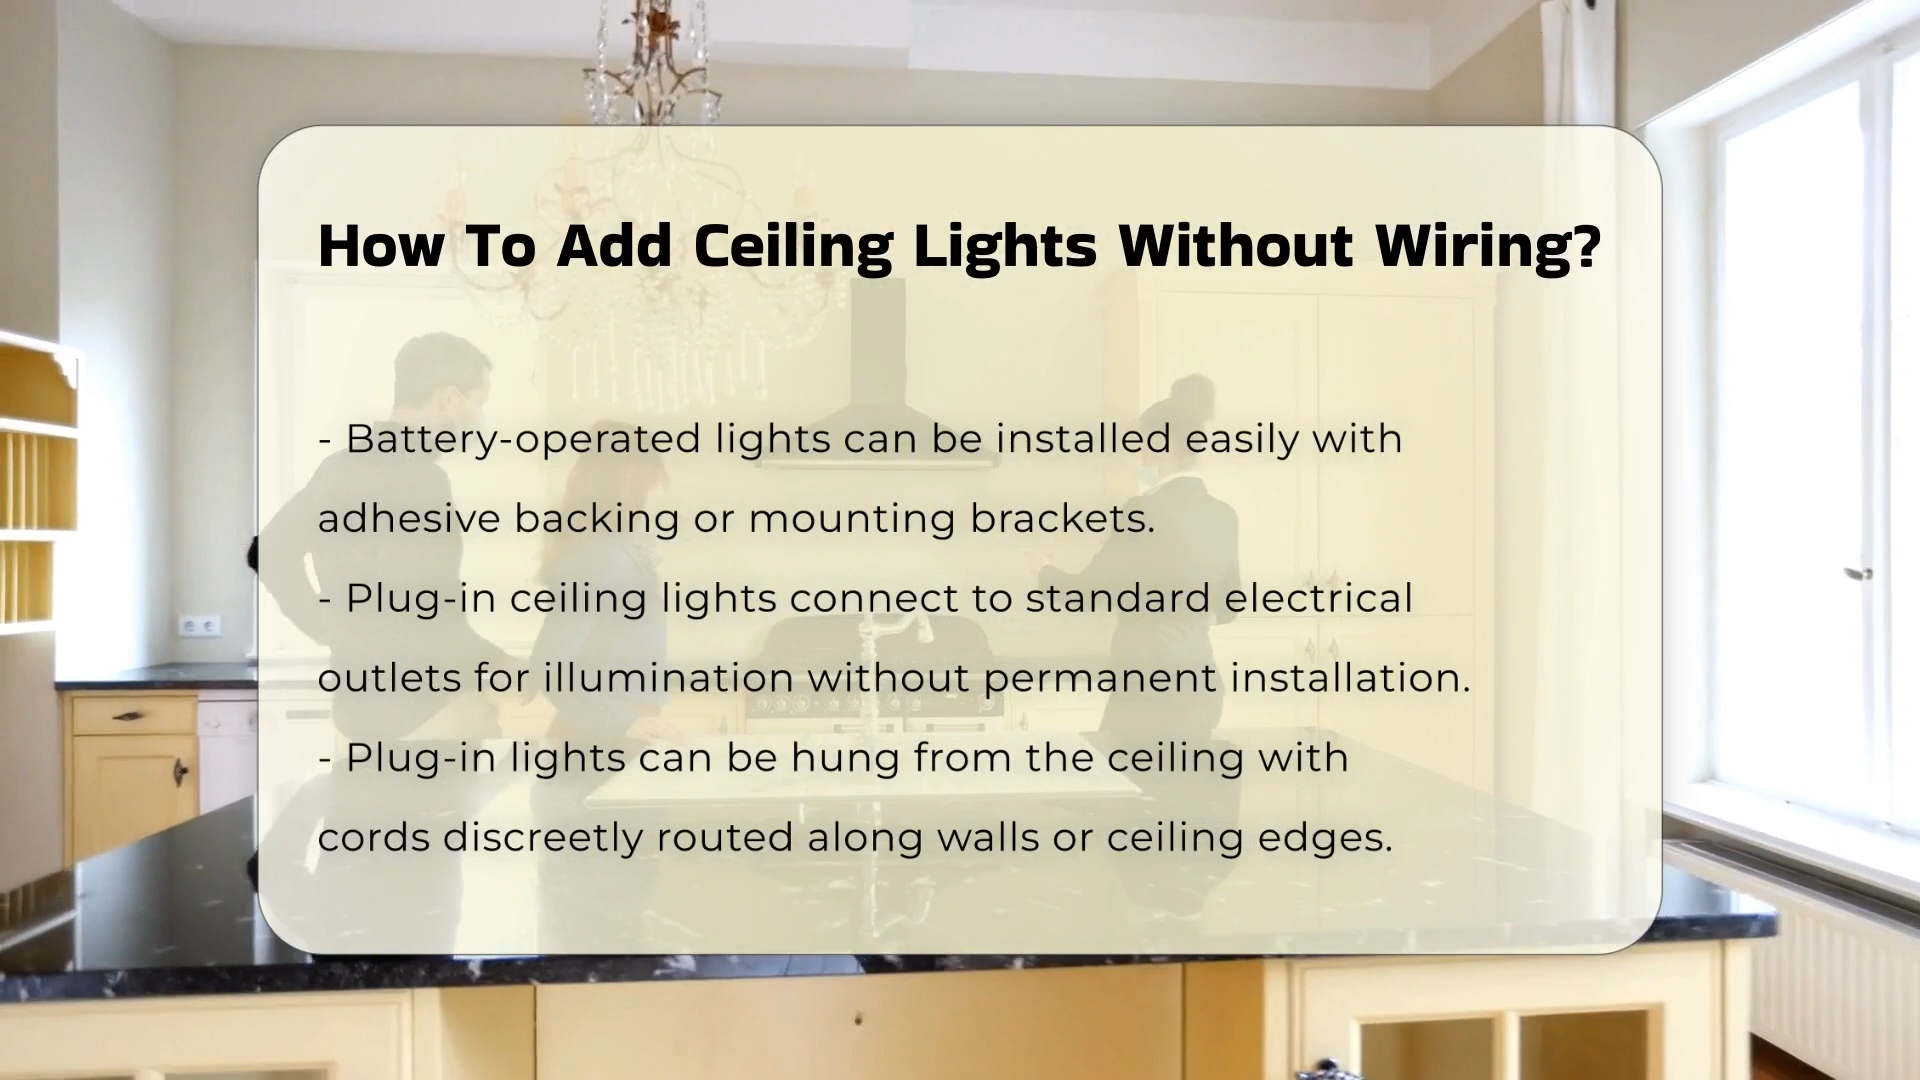 How To Add Ceiling Lights Without Wiring?
- Battery-operated lights can be installed easily with
adhesive backing or mounting brackets.
- Plug-in ceiling lights connect to standard electrical
outlets for illumination without permanent installation.
- Plug-in lights can be hung from the ceiling with
cords discreetly routed along walls or ceiling edges.